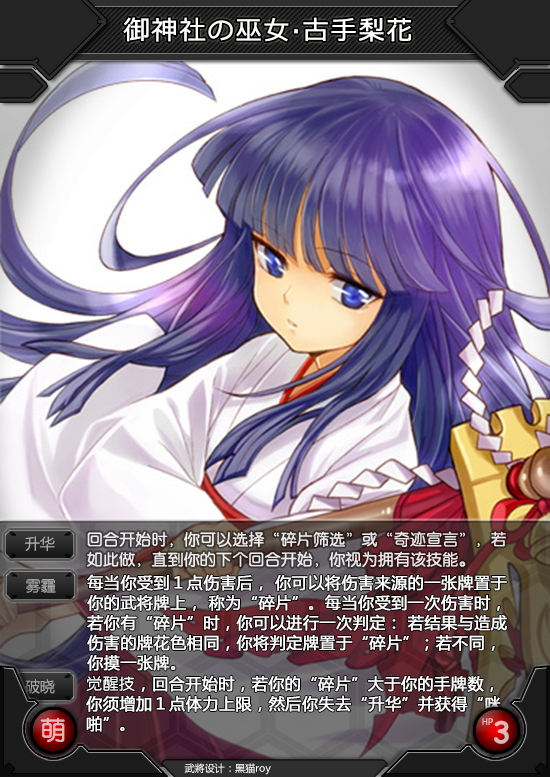 御神社の巫女·古手梨花
升华
回合开始时，你可以选择“碎片筛选”或“奇迹宣言”，若
如此做，直到你的下个回合开始，你视为拥有该技能。
雾霾
每当你受到１点伤害后， 你可以将伤害来源的一张牌置于
你的武将牌上， 称为“碎片”。每当你受到一次伤害时，
若你有“碎片”时，你可以进行一次判定： 若结果与造成
伤害的牌花色相同，你将判定牌置于“碎片”；若不同，
你摸一张牌。
破晓
觉醒技，回合开始时，若你的“碎片”大于你的手牌数，
你须增加１点体力上限，然后你失去“升华”并获得“咪
啪”。
萌
HP
3
武將设计：黑猫roy